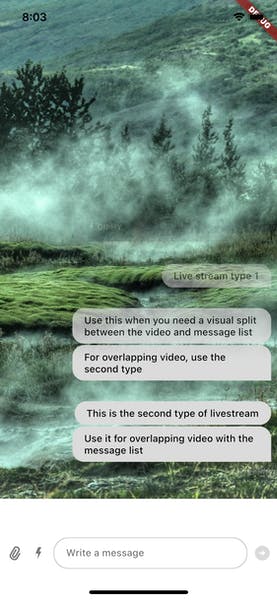 8:03
DEBUG
Live stream type 1
Use this when you need a visual split
between the video and message list
For overlapping video, use the
second type
This is the second type of livestream
Use it for overlapping video with the
message list
Write a message